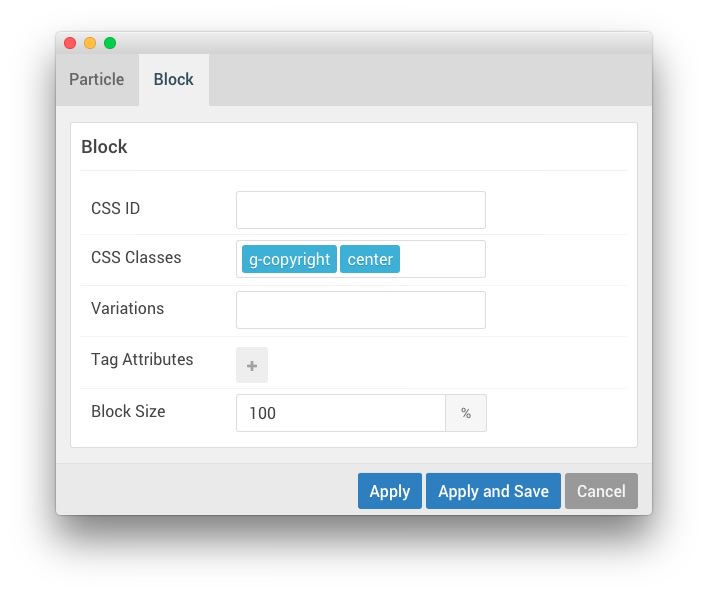 Particle Block
Block
CSS ID
CSS Classes g-copyright center
Variations
Tag Attributes +
Block Size 100 %
Apply Apply and Save Cancel